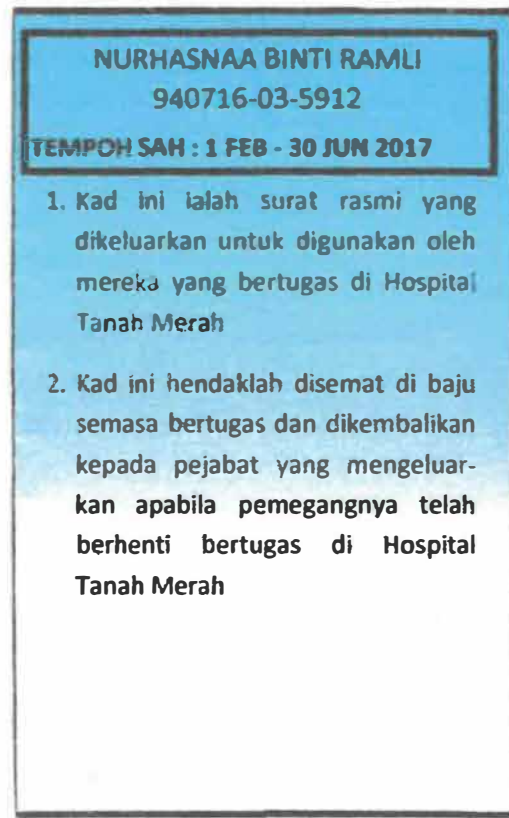 NURHASNAA BINTI RAMLI
940716-03-5912
TEMPOH SAH : 1 FEB - 30 JUN 2017
1. Kad ini ialah surat rasmi yang
dikeluarkan untuk digunakan oleh
mereka yang bertugas di Hospital
Tanah Merah
2. Kad ini hendaklah disemat di baju
semasa bertugas dan dikembalikan
kepada pejabat yang mengeluar-
kan apabila pemegangnya telah
berhenti bertugas di Hospital
Tanah Merah